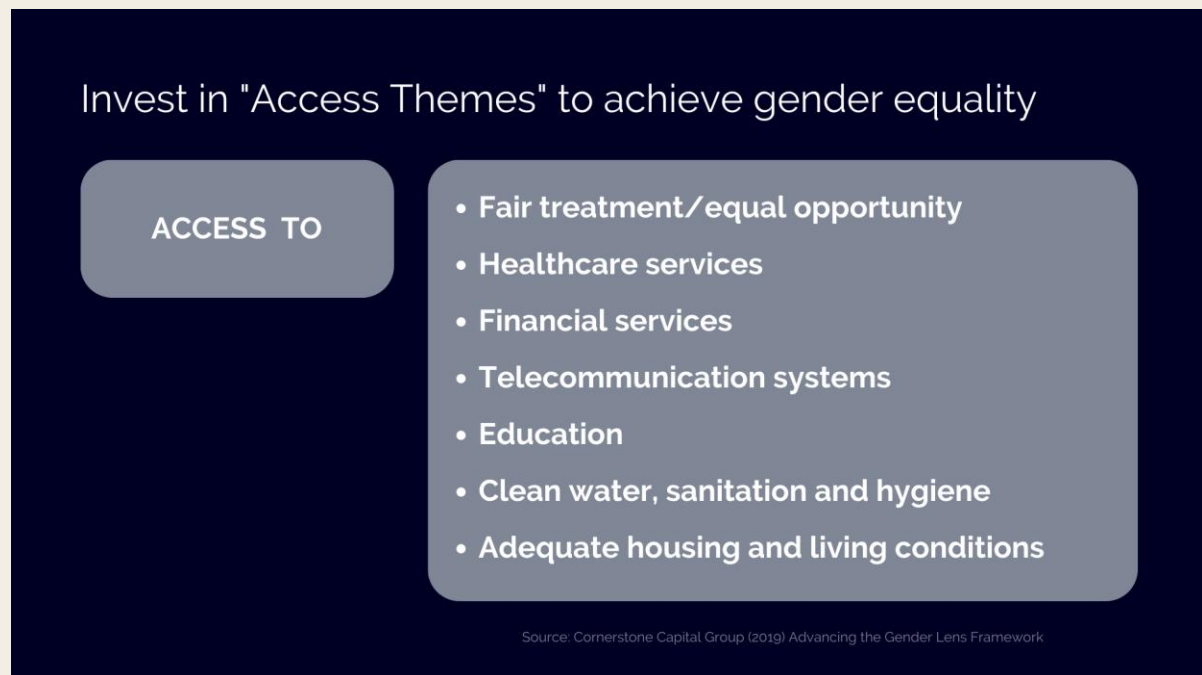 Invest in "Access Themes" to achieve gender equality
ACCESS TO
• Fair treatment/equal opportunity
• Healthcare services
• Financial services
• Telecommunication systems
• Education
• Clean water, sanitation and hygiene
• Adequate housing and living conditions
Source: Cornerstone Capital Group (2019) Advancing the Gender Lens Framework